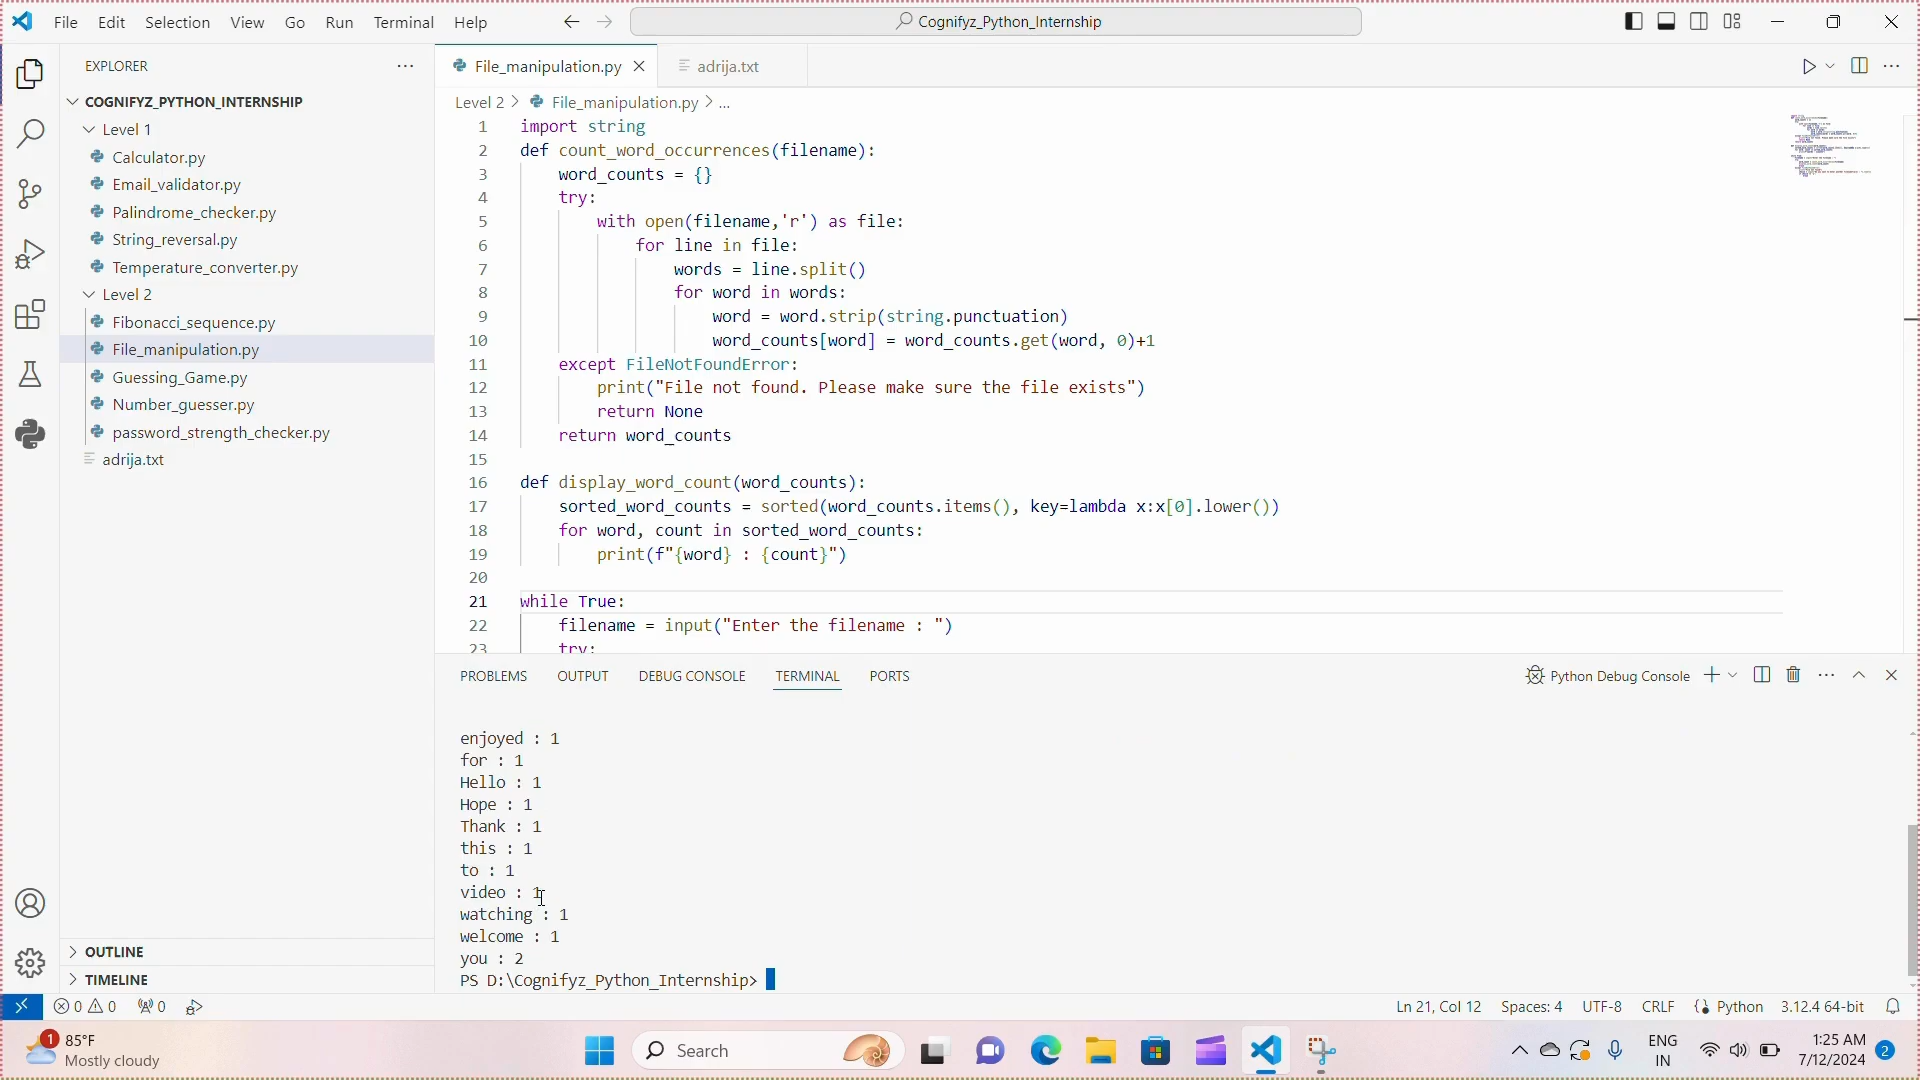 File Edit Selection View Go Run Terminal Help
Cognifyz_Python_Internship
EXPLORER
COGNIFYZ_PYTHON_INTERNSHIP
Level 1
Calculator.py
Email_validator.py
Palindrome_checker.py
String_reversal.py
Temperature_converter.py
Level 2
Fibonacci_sequence.py
File_manipulation.py
Guessing_Game.py
Number_guesser.py
password_strength_checker.py
adrija.txt
OUTLINE
TIMELINE
File_manipulation.py
adrija.txt
Level 2 > File_manipulation.py > ...
1 import string
2 def count_word_occurrences(filename):
3 word_counts = {}
4 try:
5 with open(filename,'r') as file:
6 for line in file:
7 words = line.split()
8 for word in words:
9 word = word.strip(string.punctuation)
10 word_counts[word] = word_counts.get(word, 0)+1
11 except FileNotFoundError:
12 print("File not found. Please make sure the file exists")
13 return None
14 return word_counts
15
16 def display_word_count(word_counts):
17 sorted_word_counts = sorted(word_counts.items(), key=lambda x:x[0].lower())
18 for word, count in sorted_word_counts:
19 print(f"{word} : {count}")
20
21 while True:
22 filename = input("Enter the filename : ")
23 try:
PROBLEMS OUTPUT DEBUG CONSOLE TERMINAL PORTS
Python Debug Console
enjoyed : 1
for : 1
Hello : 1
Hope : 1
Thank : 1
this : 1
to : 1
video : 1
watching : 1
welcome : 1
you : 2
PS D:\Cognifyz_Python_Internship>
0 0 0
Ln 21, Col 12 Spaces: 4 UTF-8 CRLF Python 3.12.4 64-bit
1
85°F
Mostly cloudy
Search
ENG
IN
1:25 AM
7/12/2024
2